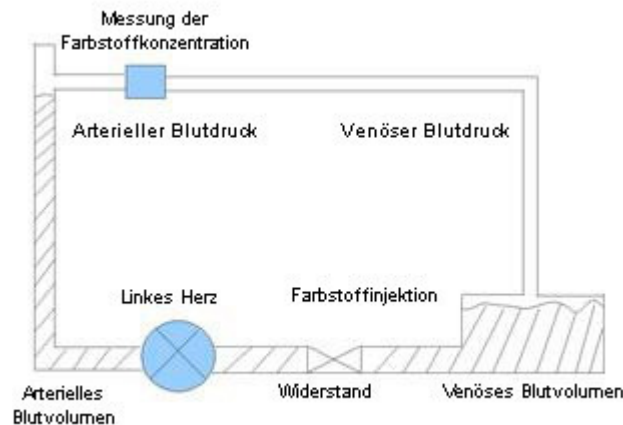 Messung der
Farbstoffkonzentration
Arterieller Blutdruck
Venöser Blutdruck
Linkes Herz
Farbstoffinjektion
Arterielles
Blutvolumen
Widerstand
Venöses Blutvolumen